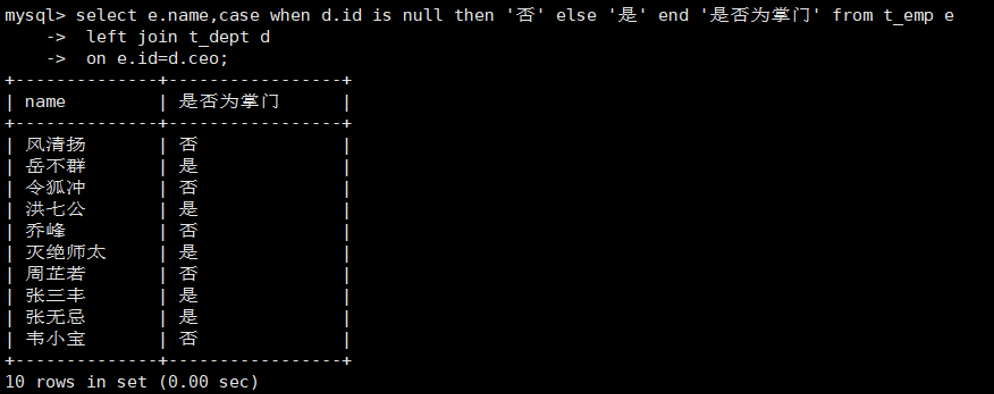 mysql> select e.name,case when d.id is null then '否' else '是' end '是否为掌门' from t_emp e
    ->  left join t_dept d
    ->  on e.id=d.ceo;
+--------------+-----------------+
| name         | 是否为掌门      |
+--------------+-----------------+
| 风清扬       | 否              |
| 岳不群       | 是              |
| 令狐冲       | 否              |
| 洪七公       | 是              |
| 乔峰         | 否              |
| 灭绝师太     | 是              |
| 周芷若       | 否              |
| 张三丰       | 是              |
| 张无忌       | 是              |
| 韦小宝       | 否              |
+--------------+-----------------+
10 rows in set (0.00 sec)